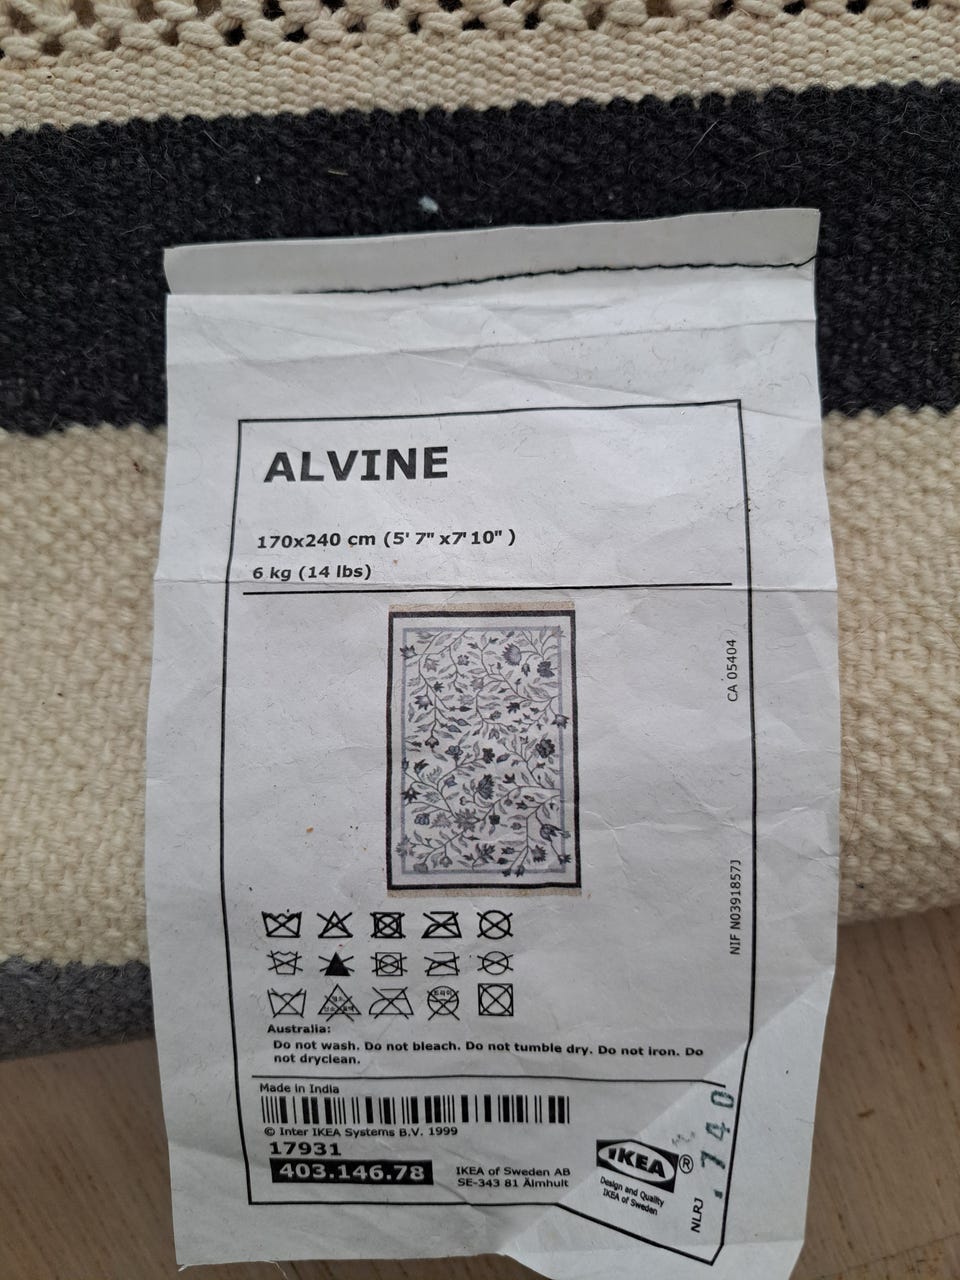 ALVINE
170x240 cm (5' 7" x7'10" )
6 kg (14 lbs)
CA 05404
NIF N0391857J
Australia:
Do not wash. Do not bleach. Do not tumble dry. Do not iron. Do
not dryclean.
Made in India
© Inter IKEA Systems B.V. 1999
17931
403.146.78
IKEA of Sweden AB
SE-343 81 Älmhult
IKEA ®
Design and Quality
IKEA of Sweden
NLRJ
740